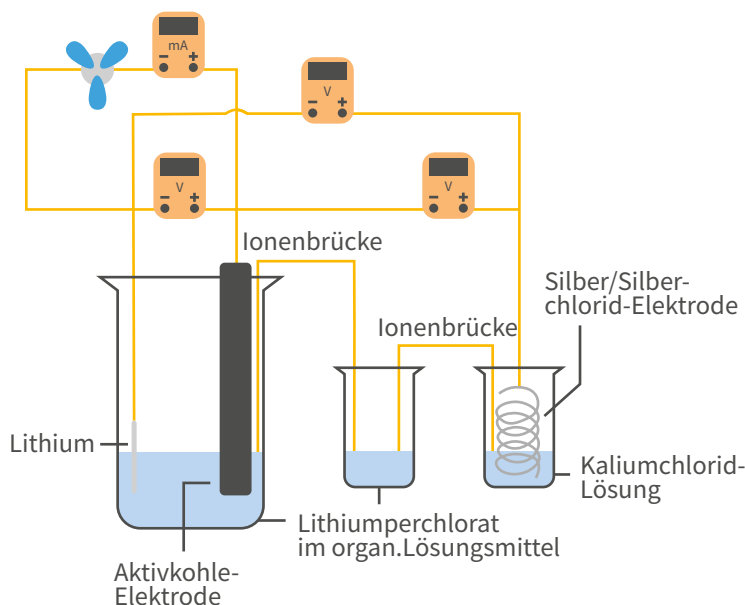 mA
− +
V
− +
V
− +
V
− +
Ionenbrücke
Silber/Silber-
chlorid-Elektrode
Ionenbrücke
Lithium
Kaliumchlorid-
Lösung
Lithiumperchlorat
im organ.Lösungsmittel
Aktivkohle-
Elektrode